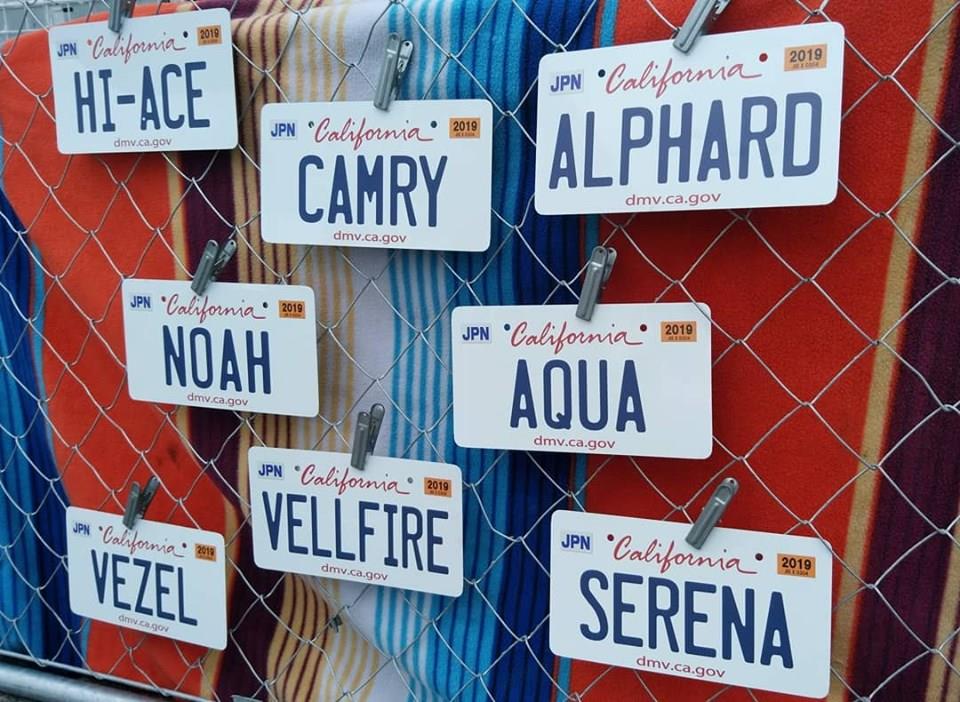 JPN California 2019
HI-ACE
dmv.ca.gov
JPN California 2019
CAMRY
dmv.ca.gov
JPN California 2019
ALPHARD
dmv.ca.gov
JPN California 2019
NOAH
dmv.ca.gov
JPN California 2019
AQUA
dmv.ca.gov
JPN California 2019
VEZEL
dmv.ca.gov
JPN California 2019
VELLFIRE
dmv.ca.gov
JPN California 2019
SERENA
dmv.ca.gov